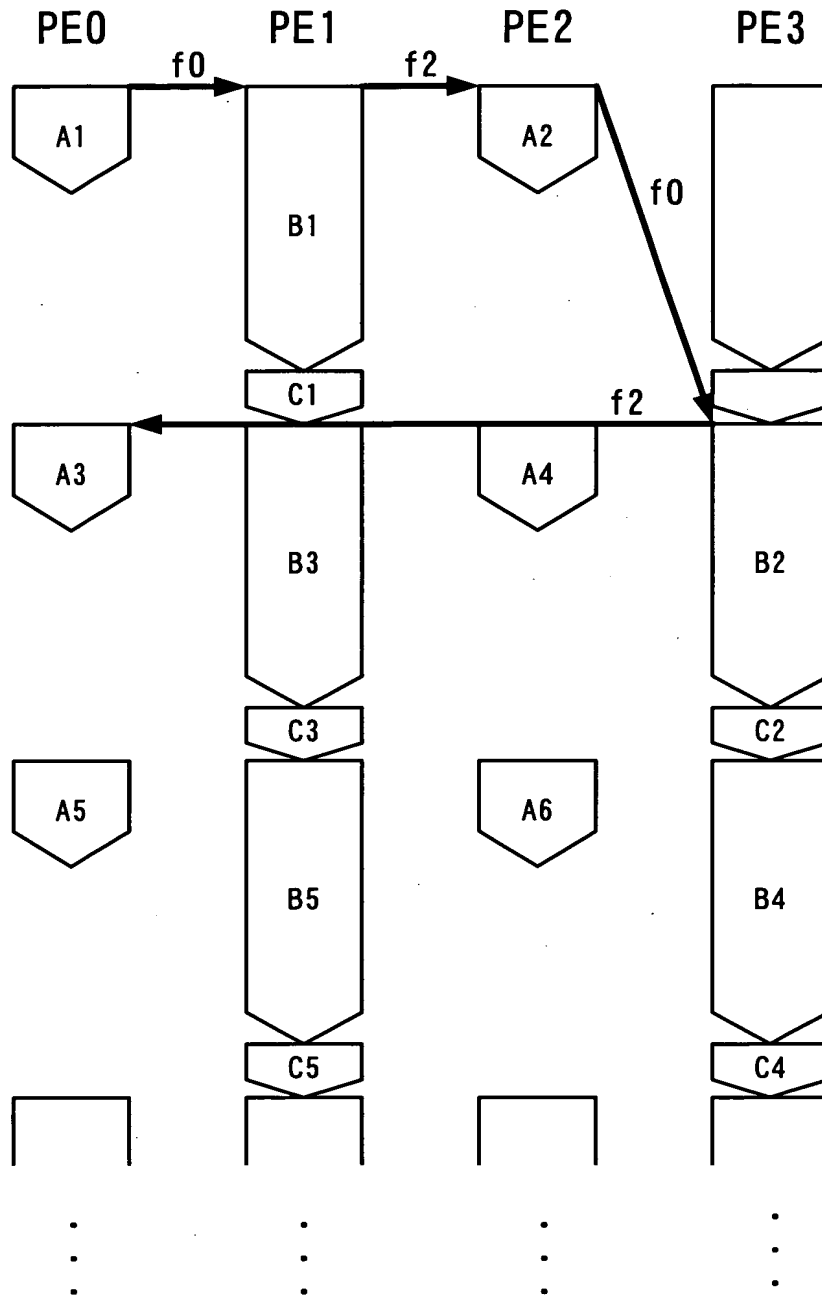 PE0 PE1 PE2 PE3
f0 f2
A1 A2
f0
B1
C1
f2
A3 A4
B3 B2
C3 C2
A5 A6
B5 B4
C5 C4